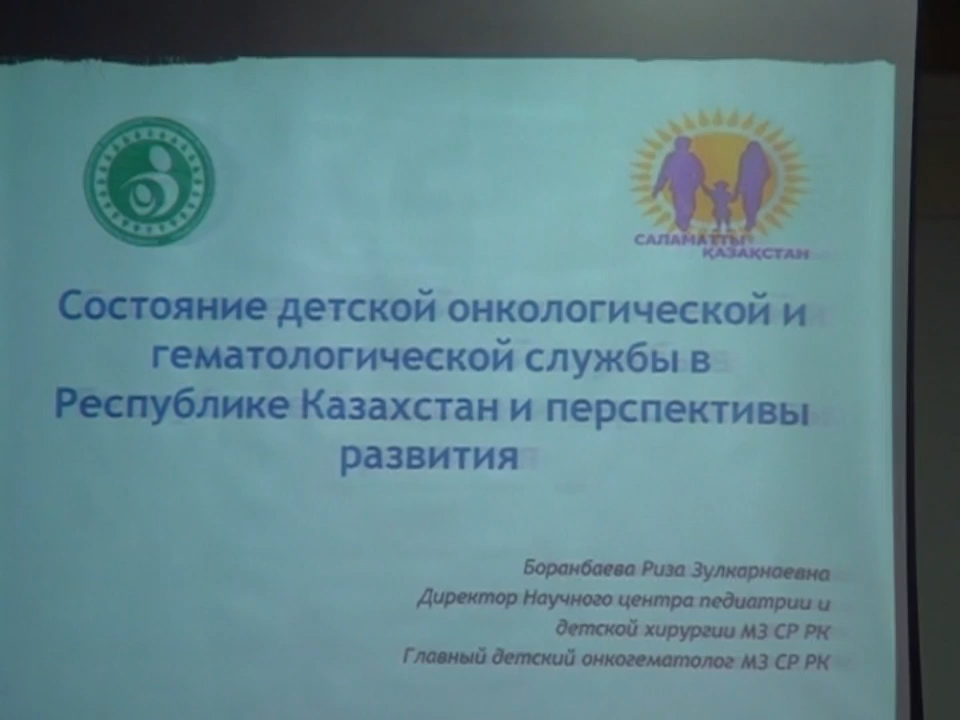 САЛАМАТТЫ
ҚАЗАҚСТАН
Состояние детской онкологической и
гематологической службы в
Республике Казахстан и перспективы
развития
Боранбаева Риза Зулкарнаевна
Директор Научного центра педиатрии и
детской хирургии МЗ СР РК
Главный детский онкогематолог МЗ СР РК